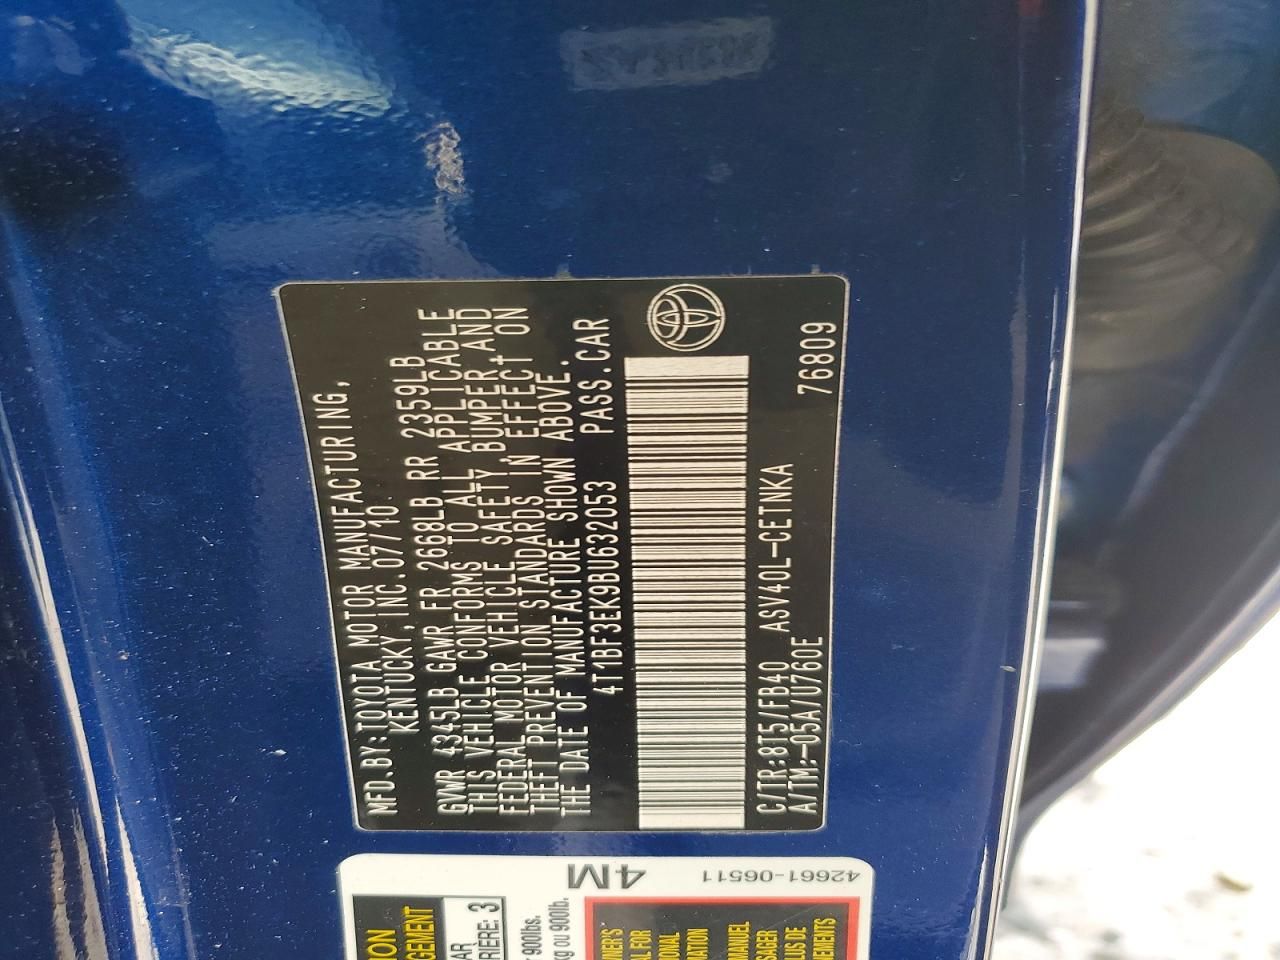 MFD.BY:TOYOTA MOTOR MANUFACTURING,
KENTUCKY, INC.07/10
GVWR 4345LB GAWR FR 2668LB RR 2359LB
THIS VEHICLE CONFORMS TO ALL APPLICABLE
FEDERAL MOTOR VEHICLE SAFETY,BUMPER,AND
THEFT PREVENTION STANDARDS IN EFFECT ON
THE DATE OF MANUFACTURE SHOWN ABOVE.
4T1BF3EK9BU632053 PASS.CAR
C/TR:8T5/FB40 ASV40L-CETNKA
A/TM:-05A/U760E 76809
4M
42661-06511